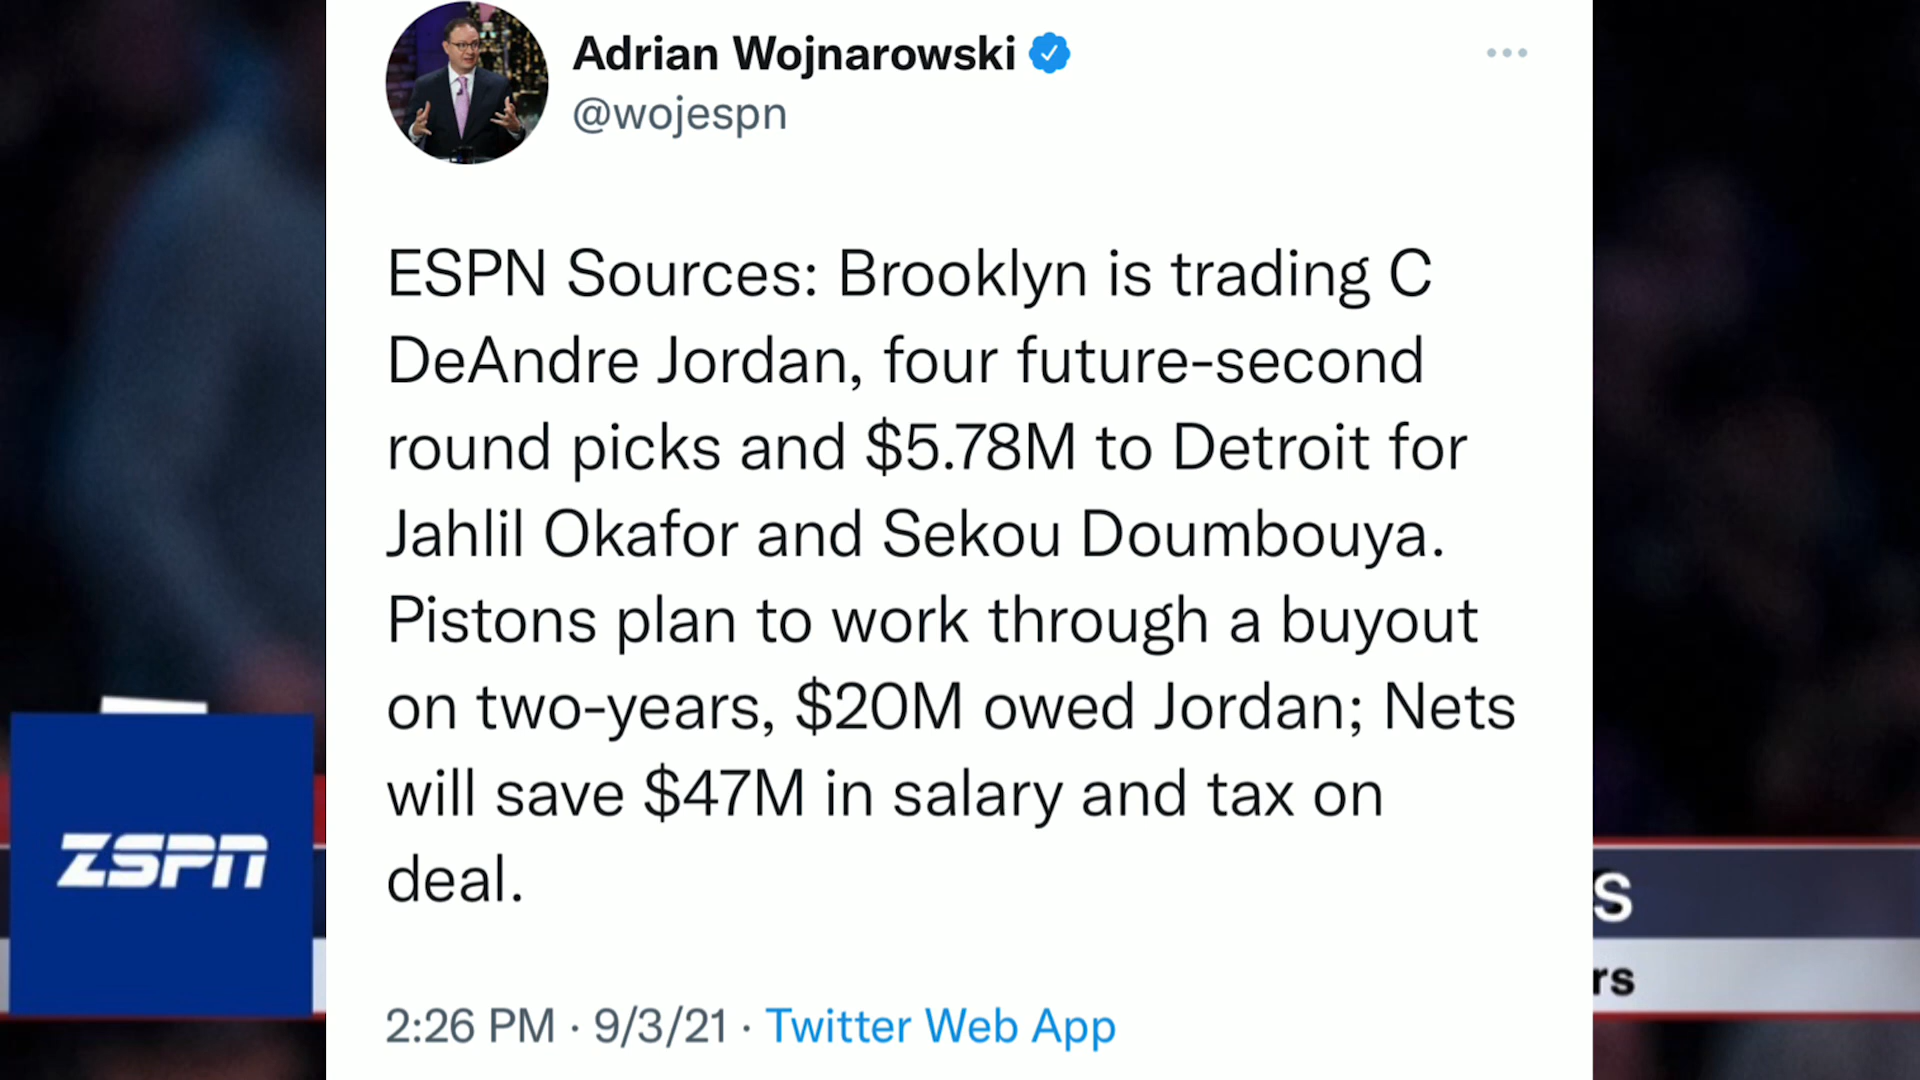 Adrian Wojnarowski
@wojespn
ESPN Sources: Brooklyn is trading C
DeAndre Jordan, four future-second
round picks and $5.78M to Detroit for
Jahlil Okafor and Sekou Doumbouya.
Pistons plan to work through a buyout
on two-years, $20M owed Jordan; Nets
will save $47M in salary and tax on
deal.
2:26 PM · 9/3/21 · Twitter Web App
ZSPN
S
rs